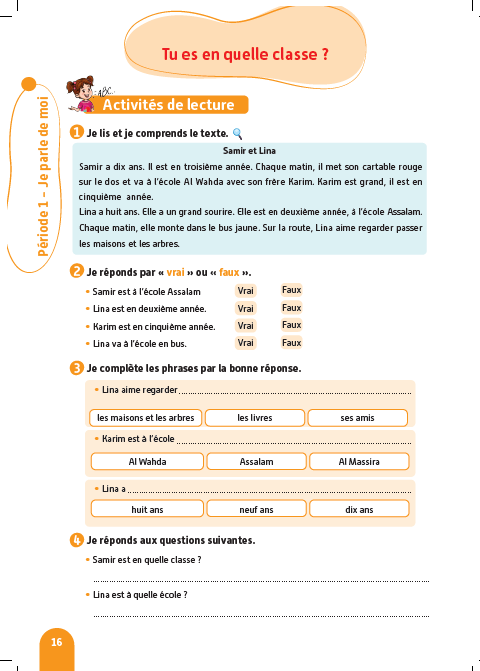 Tu es en quelle classe ?
ABC
Activités de lecture
Période 1 – Je parle de moi
1 Je lis et je comprends le texte.
Samir et Lina
Samir a dix ans. Il est en troisième année. Chaque matin, il met son cartable rouge
sur le dos et va à l'école Al Wahda avec son frère Karim. Karim est grand, il est en
cinquième année.
Lina a huit ans. Elle a un grand sourire. Elle est en deuxième année, à l'école Assalam.
Chaque matin, elle monte dans le bus jaune. Sur la route, Lina aime regarder passer
les maisons et les arbres.
2 Je réponds par « vrai » ou « faux ».
• Samir est à l'école Assalam Vrai Faux
• Lina est en deuxième année. Vrai Faux
• Karim est en cinquième année. Vrai Faux
• Lina va à l'école en bus. Vrai Faux
3 Je complète les phrases par la bonne réponse.
• Lina aime regarder
les maisons et les arbres les livres ses amis
• Karim est à l'école
Al Wahda Assalam Al Massira
• Lina a
huit ans neuf ans dix ans
4 Je réponds aux questions suivantes.
• Samir est en quelle classe ?
• Lina est à quelle école ?
16